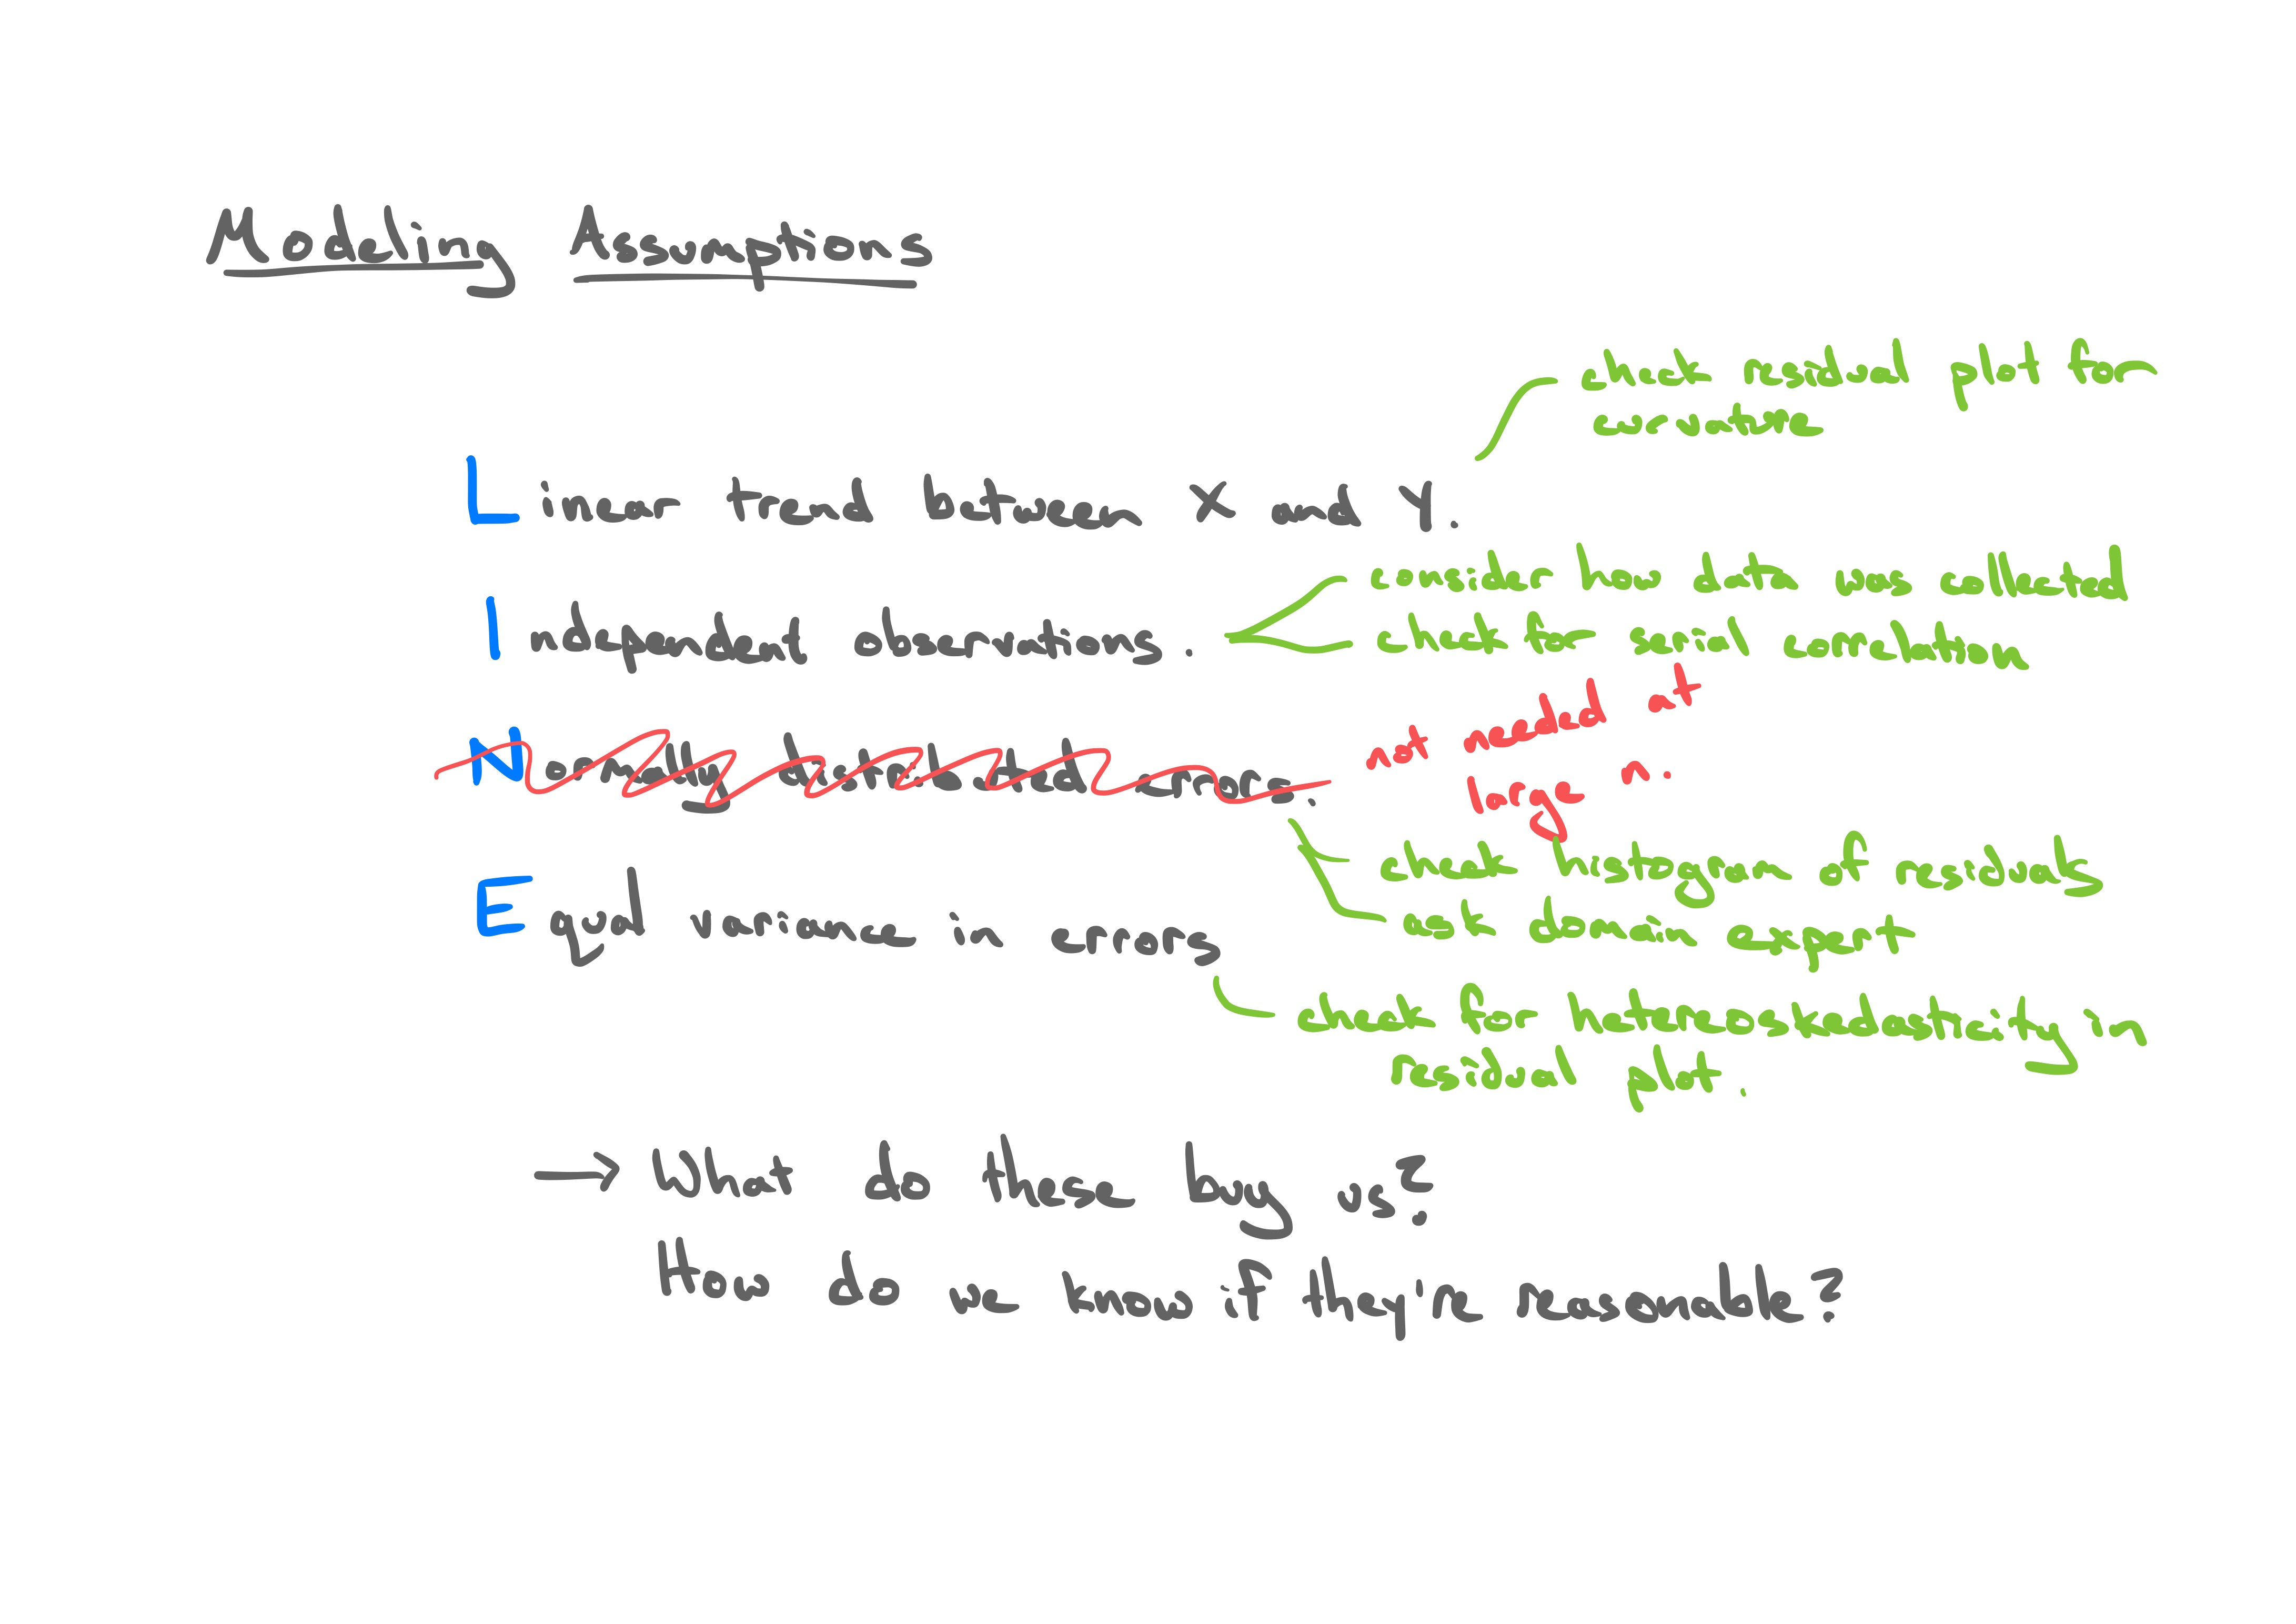 Modeling Assumptions
check residual plot for
curvature
Linear trend between X and Y.
consider how data was collected
Independent observations.
check for serial correlation
Normally distributed errors.
not needed at
large n.
check histogram of residuals
Equal variance in errors
ask domain expert
check for heteroskedasticity in
residual plot.
→ What do these buy us?
How do we know if they're reasonable?